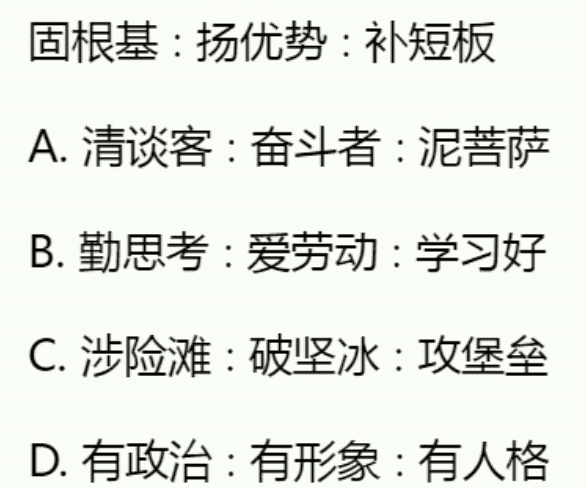 固根基 : 扬优势 : 补短板
A. 清谈客 : 奋斗者 : 泥菩萨
B. 勤思考 : 爱劳动 : 学习好
C. 涉险滩 : 破坚冰 : 攻堡垒
D. 有政治 : 有形象 : 有人格